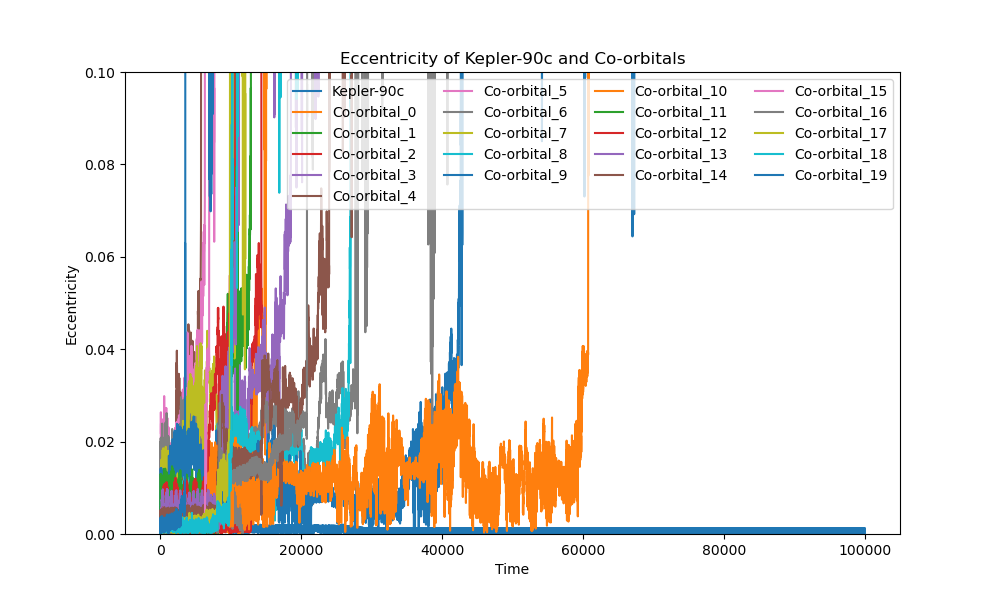 Eccentricity of Kepler-90c and Co-orbitals
0.10
0.08
0.06
0.04
0.02
0.00
Eccentricity
Kepler-90c
Co-orbital_0
Co-orbital_1
Co-orbital_2
Co-orbital_3
Co-orbital_4
Co-orbital_5
Co-orbital_6
Co-orbital_7
Co-orbital_8
Co-orbital_9
Co-orbital_10
Co-orbital_11
Co-orbital_12
Co-orbital_13
Co-orbital_14
Co-orbital_15
Co-orbital_16
Co-orbital_17
Co-orbital_18
Co-orbital_19
0 20000 40000 60000 80000 100000
Time